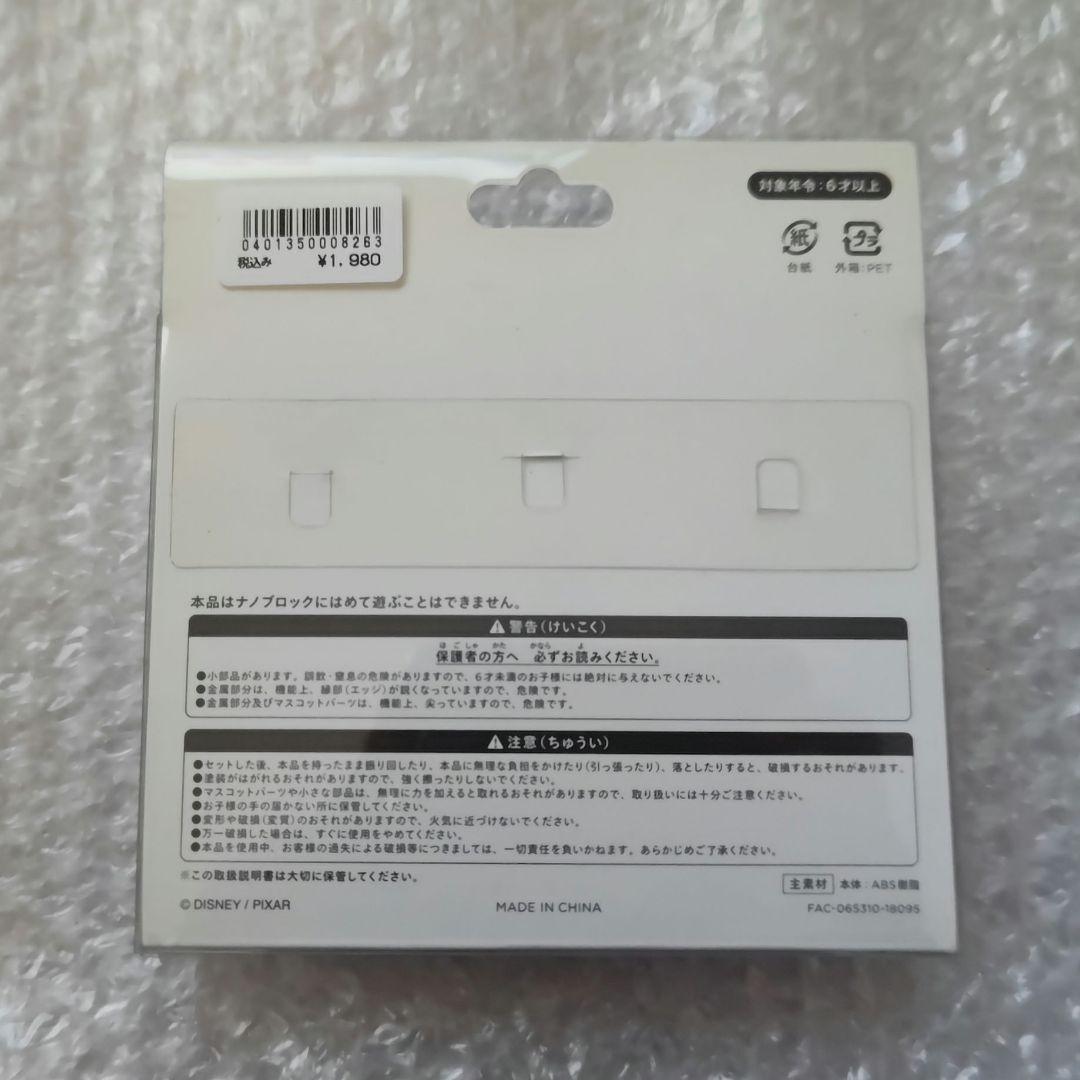 0401350008263
税込み ¥1,980
対象年令:6才以上
紙
台紙
プラ
外箱:PET
本品はナノブロックにはめて遊ぶことはできません。
警告(けいこく)
ほごしゃ かた かなら よ
保護者の方へ 必ずお読みください。
●小部品があります。誤飲・窒息の危険がありますので、6才未満のお子様には絶対に与えないでください。
●金属部分は、機能上、縁部(エッジ)が鋭くなっていますので、危険です。
●金属部分及びマスコットパーツは、機能上、尖っていますので、危険です。
注意(ちゅうい)
●セットした後、本品を持ったまま振り回したり、本品に無理な負担をかけたり(引っ張ったり)、落としたりすると、破損するおそれがあります。
●塗装がはがれるおそれがありますので、強く擦ったりしないでください。
●マスコットパーツや小さな部品は、無理に力を加えると取れるおそれがありますので、取り扱いには十分ご注意ください。
●お子様の手の届かない所に保管してください。
●変形や破損(変質)のおそれがありますので、火気に近づけないでください。
●万一破損した場合は、すぐに使用をやめてください。
●本品を使用中、お客様の過失による破損等につきましては、一切責任を負いかねます。あらかじめご了承ください。
※この取扱説明書は大切に保管してください。
主素材 本体:ABS樹脂
© DISNEY / PIXAR
MADE IN CHINA
FAC-06S310-18095